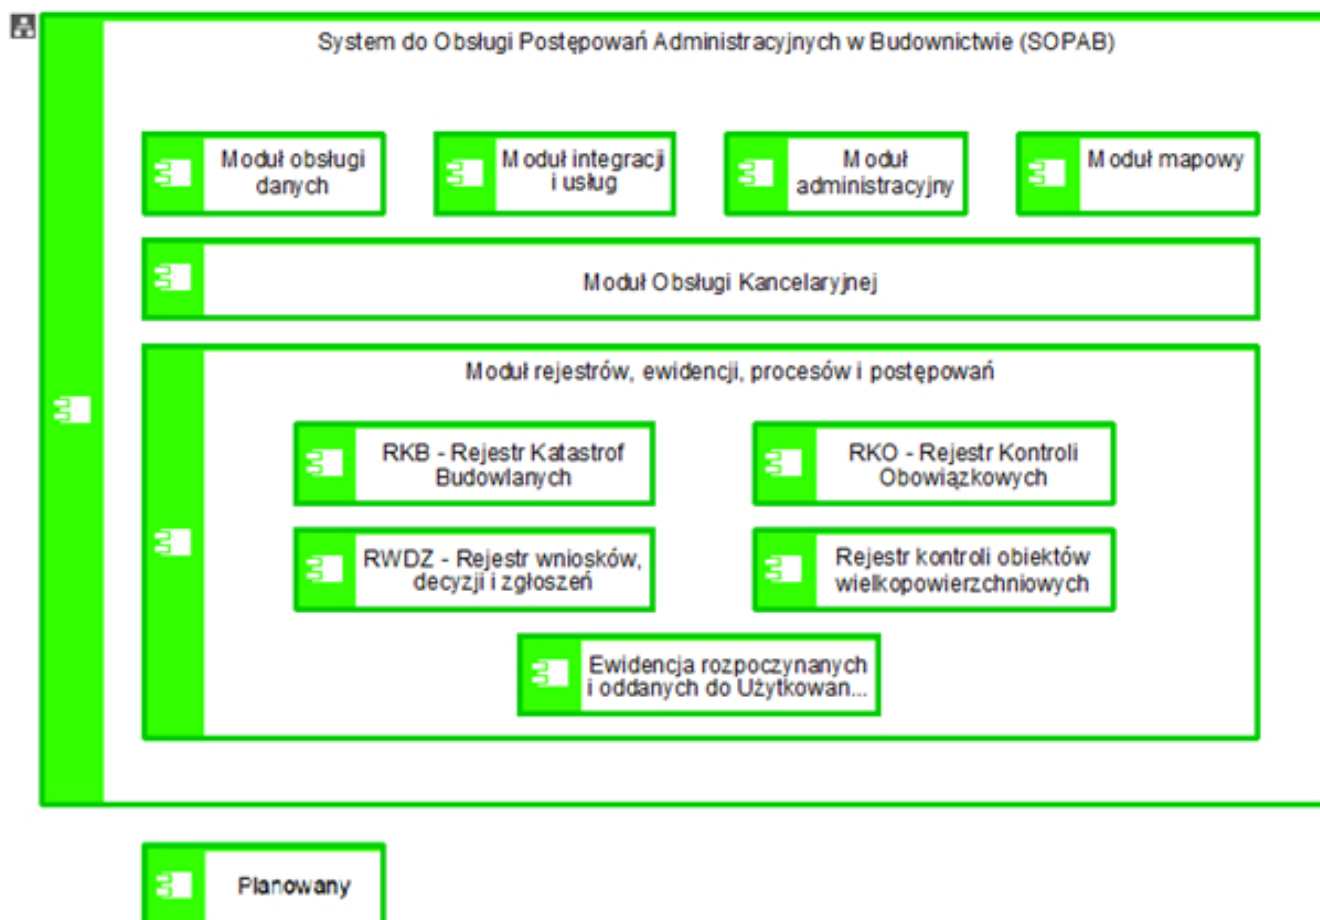 System do Obsługi Postępowań Administracyjnych w Budownictwie (SOPAB)
Moduł obsługi
danych
Moduł integracji
i usług
Moduł
administracyjny
Moduł mapowy
Moduł Obsługi Kancelaryjnej
Moduł rejestrów, ewidencji, procesów i postępowań
RKB - Rejestr Katastrof
Budowlanych
RKO - Rejestr Kontroli
Obowiązkowych
RWDZ - Rejestr wniosków,
decyzji i zgłoszeń
Rejestr kontroli obiektów
wielkopowierzchniowych
Ewidencja rozpoczynanych
i oddanych do Użytkowan...
Planowany